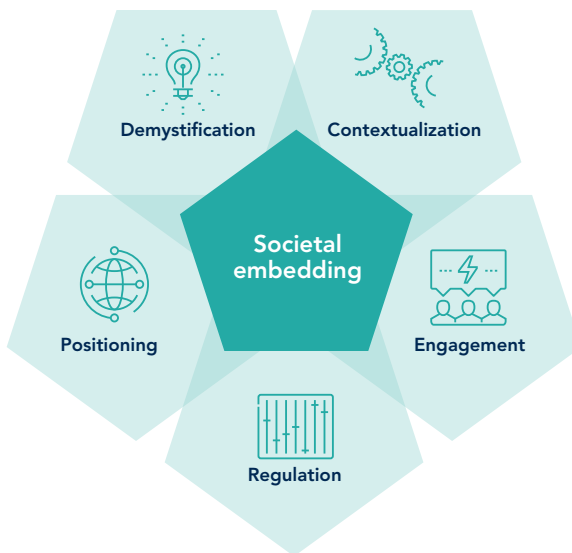 Demystification
Contextualization
Societal
embedding
Positioning
Engagement
Regulation